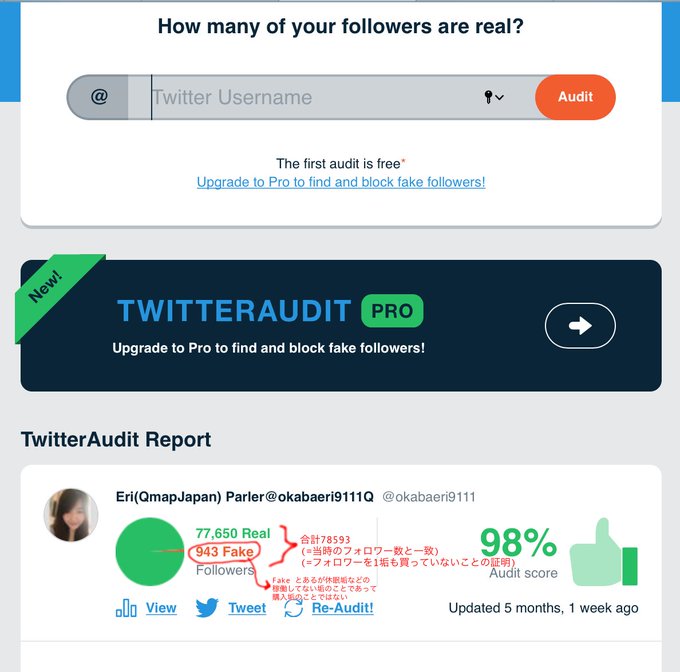 How many of your followers are real?
@ Twitter Username Audit
The first audit is free*
Upgrade to Pro to find and block fake followers!
New!
TWITTERAUDIT PRO
Upgrade to Pro to find and block fake followers!
TwitterAudit Report
Eri(QmapJapan) Parler@okabaeri9111Q @okabaeri9111
77,650 Real
943 Fake
Followers
合計78593
(=当時のフォロワー数と一致)
(=フォロワーを1垢も買っていないことの証明)
Fake とあるが休眠垢などの
稼働してない垢のことであって
購入垢のことではない
98%
Audit score
View Tweet Re-Audit!
Updated 5 months, 1 week ago